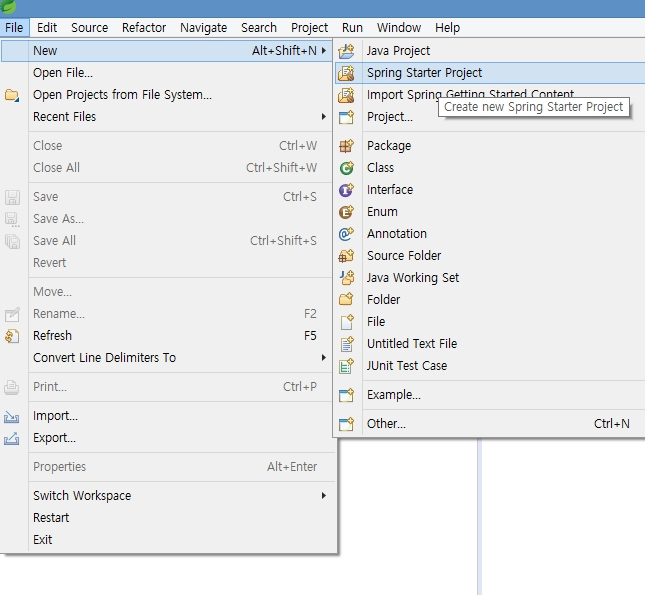 File Edit Source Refactor Navigate Search Project Run Window Help
New Alt+Shift+N
Open File...
Open Projects from File System...
Recent Files
Close Ctrl+W
Close All Ctrl+Shift+W
Save Ctrl+S
Save As...
Save All Ctrl+Shift+S
Revert
Move...
Rename... F2
Refresh F5
Convert Line Delimiters To
Print... Ctrl+P
Import...
Export...
Properties Alt+Enter
Switch Workspace
Restart
Exit
Java Project
Spring Starter Project
Import Spring Getting Started Content
Create new Spring Starter Project
Project...
Package
Class
Interface
Enum
Annotation
Source Folder
Java Working Set
Folder
File
Untitled Text File
JUnit Test Case
Example...
Other... Ctrl+N